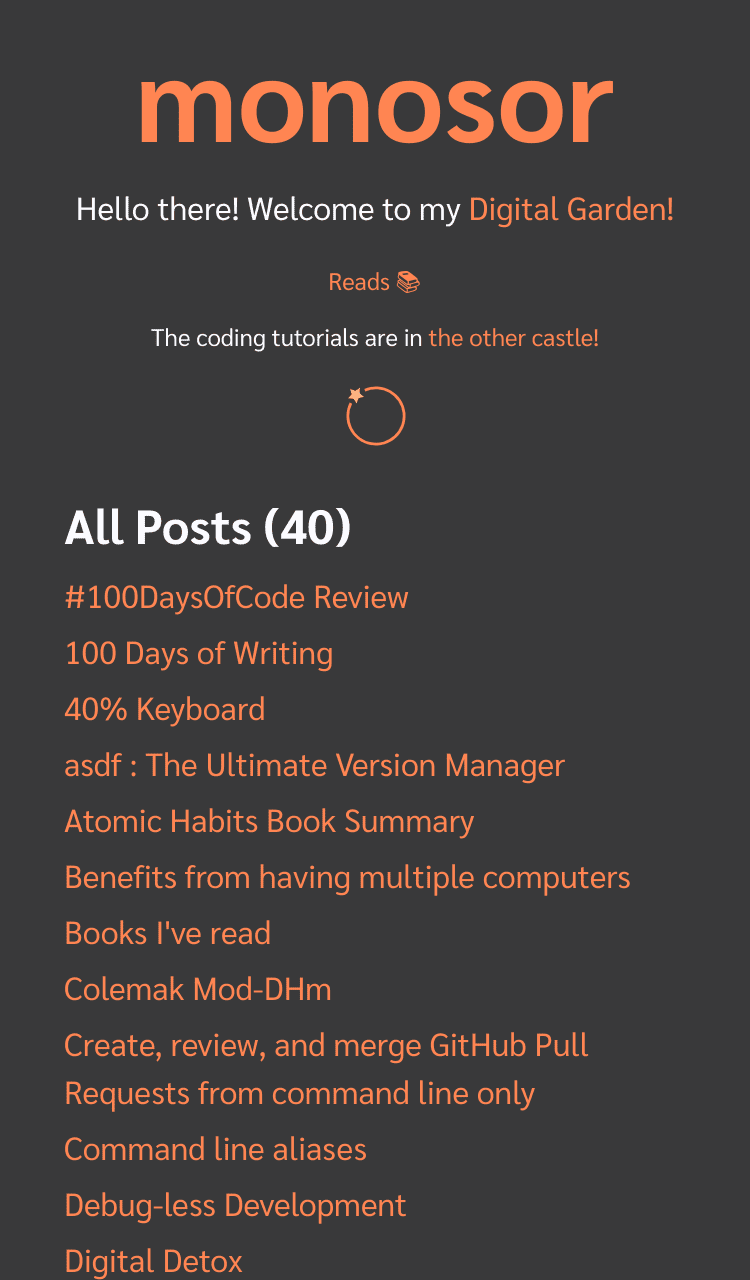 monosor
Hello there! Welcome to my Digital Garden!
Reads 📚
The coding tutorials are in the other castle!
All Posts (40)
#100DaysOfCode Review
100 Days of Writing
40% Keyboard
asdf : The Ultimate Version Manager
Atomic Habits Book Summary
Benefits from having multiple computers
Books I've read
Colemak Mod-DHm
Create, review, and merge GitHub Pull
Requests from command line only
Command line aliases
Debug-less Development
Digital Detox